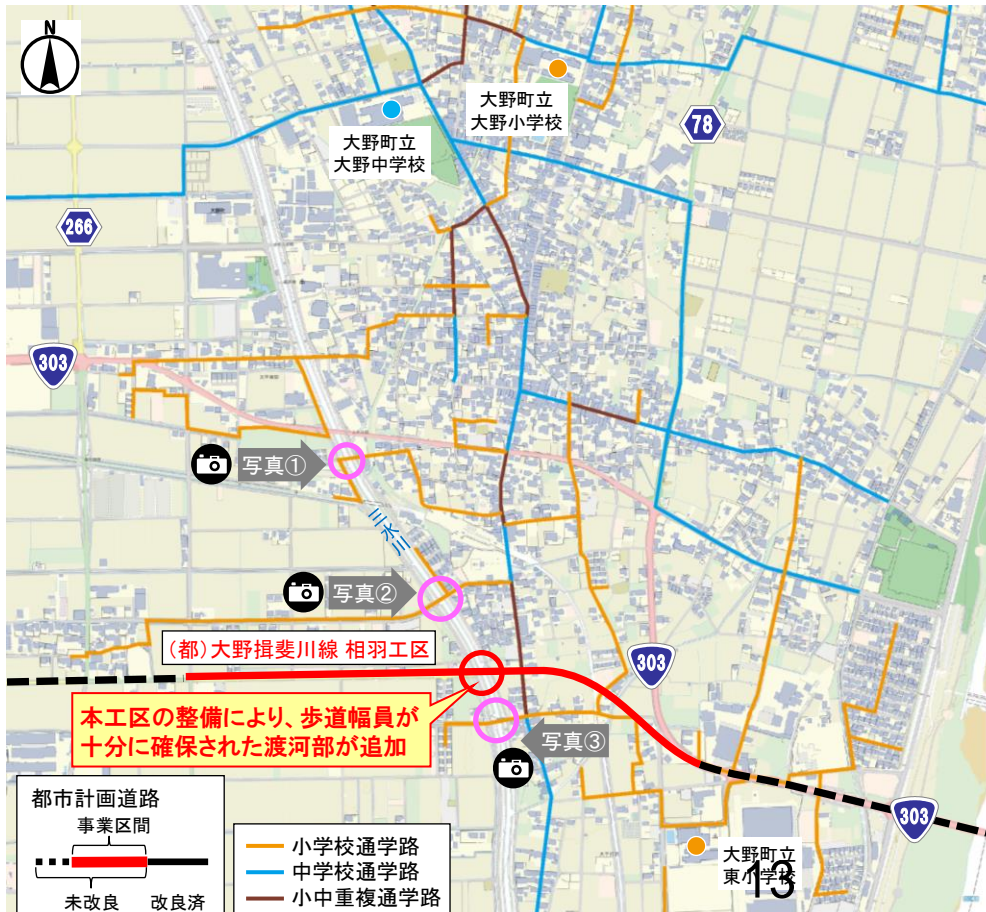 N
大野町立
大野小学校
78
大野町立
大野中学校
266
303
写真①
三水川
写真②
(都)大野揖斐川線 相羽工区
303
本工区の整備により、歩道幅員が
十分に確保された渡河部が追加
写真③
303
都市計画道路
事業区間
未改良
改良済
小学校通学路
中学校通学路
小中重複通学路
大野町立
東小学校
13